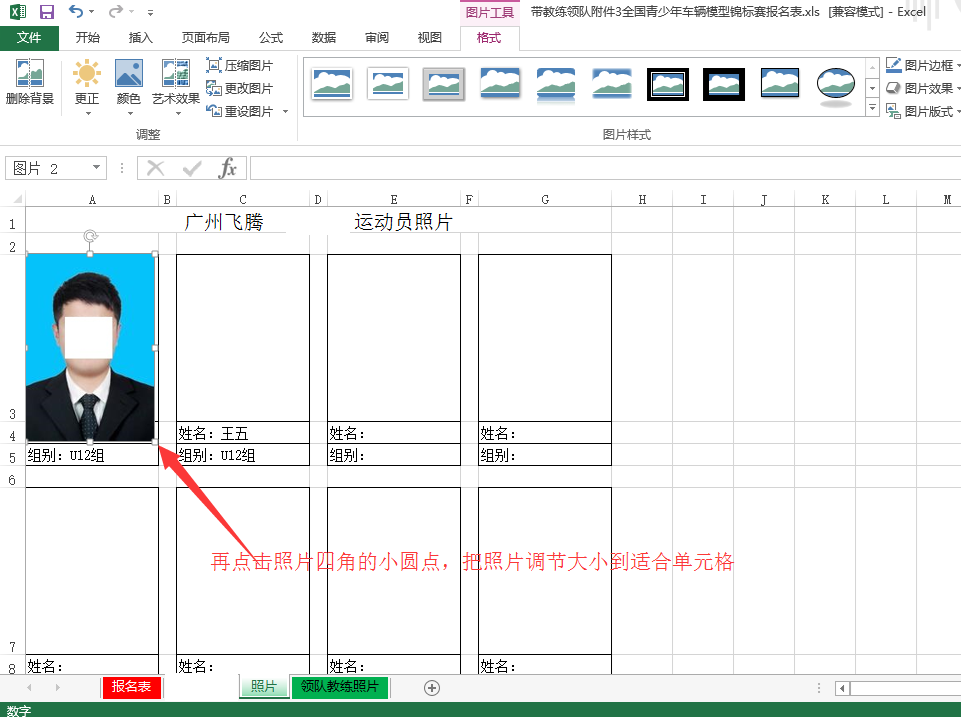 图片工具
带教练领队附件3全国青少年车辆模型锦标赛报名表.xls [兼容模式] - Excel
文件 开始 插入 页面布局 公式 数据 审阅 视图 格式
压缩图片
更改图片
重设图片
删除背景 更正 颜色 艺术效果
图片边框
图片效果
图片版式
调整 图片样式
图片 2 fx
A B C D E F G H I J K L M
1 广州飞腾 运动员照片
2
3
4 姓名: 王五 姓名: 姓名:
5 组别: U12组 组别: U12组 组别: 组别:
6
再点击照片四角的小圆点，把照片调节大小到适合单元格
7
8 姓名: 姓名: 姓名: 姓名:
报名表 照片 领队教练照片
数字